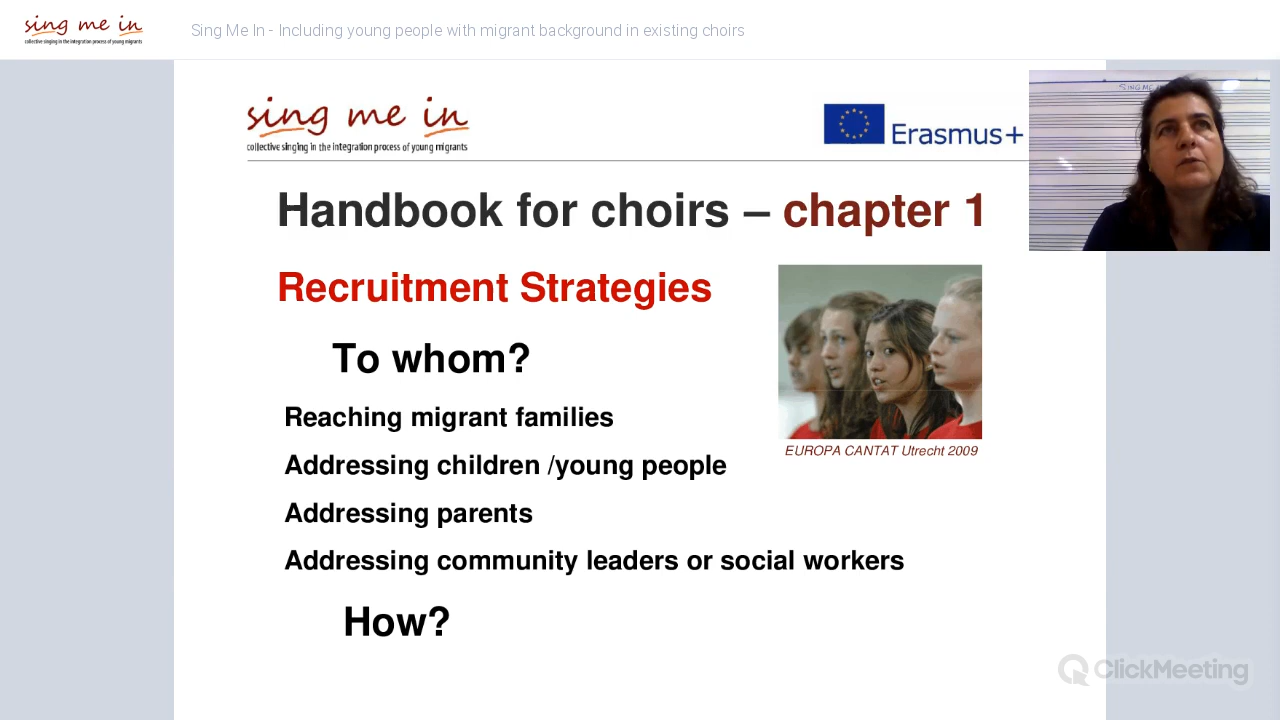 sing me in
collective singing in the integration process of young migrants
Sing Me In - Including young people with migrant background in existing choirs
sing me in
collective singing in the integration process of young migrants
Erasmus+
Handbook for choirs – chapter 1
Recruitment Strategies
To whom?
Reaching migrant families
Addressing children /young people
Addressing parents
Addressing community leaders or social workers
How?
EUROPA CANTAT Utrecht 2009
SING ME
ClickMeeting